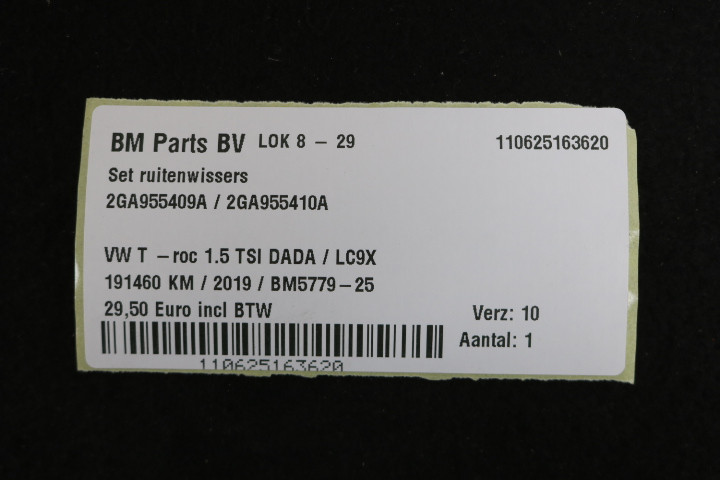 BM Parts BV LOK 8 - 29 110625163620
Set ruitenwissers
2GA955409A / 2GA955410A
VW T -roc 1.5 TSI DADA / LC9X
191460 KM / 2019 / BM5779-25
29,50 Euro incl BTW Verz: 10
Aantal: 1
110625163620